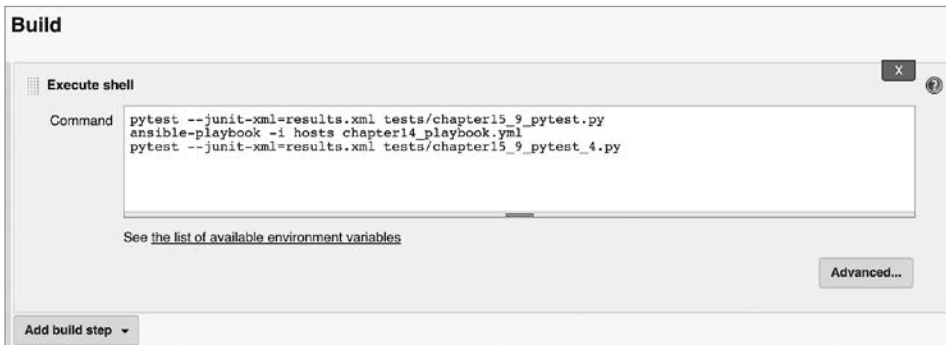 Build
X
Execute shell
Command
pytest --junit-xml=results.xml tests/chapter15_9_pytest.py
ansible-playbook -i hosts chapter14_playbook.yml
pytest --junit-xml=results.xml tests/chapter15_9_pytest_4.py
See the list of available environment variables
Advanced...
Add build step